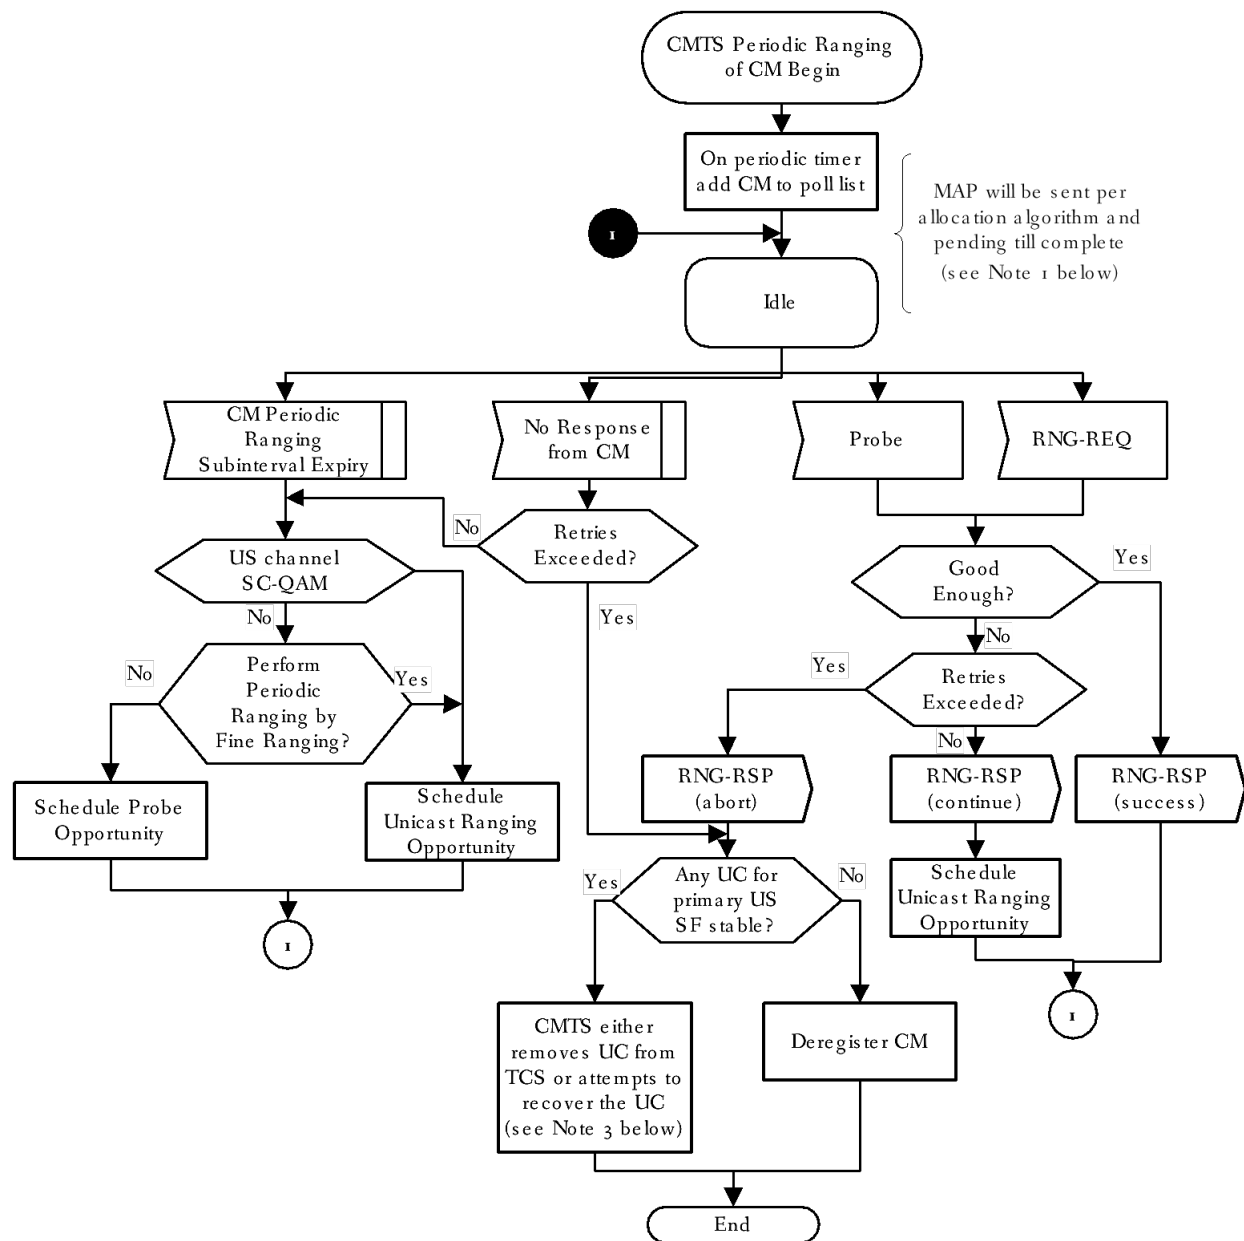 CMTS Periodic Ranging
of CM Begin
On periodic timer
add CM to poll list
MAP will be sent per
allocation algorithm and
pending till complete
(see Note 1 below)
1
Idle
CM Periodic
Ranging
Subinterval Expiry
No Response
from CM
Probe
RNG-REQ
No
Retries
Exceeded?
US channel
SC-QAM
Good
Enough?
Yes
No
Yes
No
No
Perform
Periodic
Ranging by
Fine Ranging?
Yes
Yes
Retries
Exceeded?
No
RNG-RSP
(abort)
RNG-RSP
(continue)
RNG-RSP
(success)
Schedule Probe
Opportunity
Schedule
Unicast Ranging
Opportunity
Yes
Any UC for
primary US
SF stable?
No
Schedule
Unicast Ranging
Opportunity
1
1
CMTS either
removes UC from
TCS or attempts to
recover the UC
(see Note 3 below)
Deregister CM
End